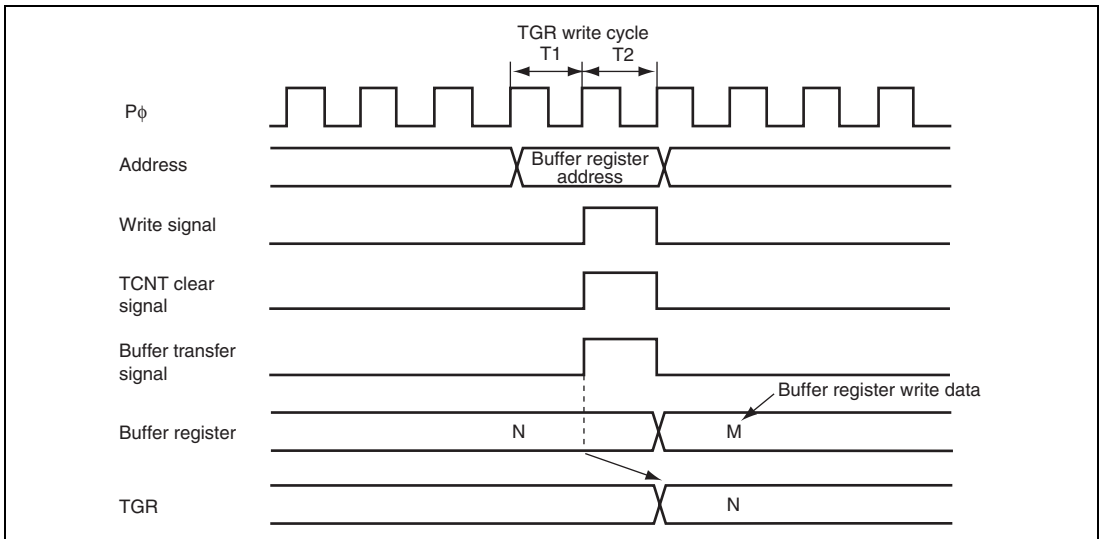 TGR write cycle
T1 T2
Pφ
Address
Buffer register
address
Write signal
TCNT clear
signal
Buffer transfer
signal
Buffer register write data
Buffer register
N
M
TGR
N